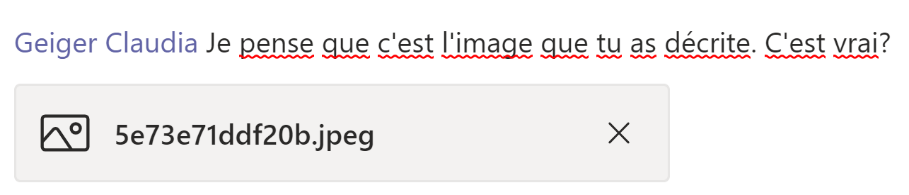 Geiger Claudia Je pense que c'est l'image que tu as décrite. C'est vrai?
5e73e71ddf20b.jpeg